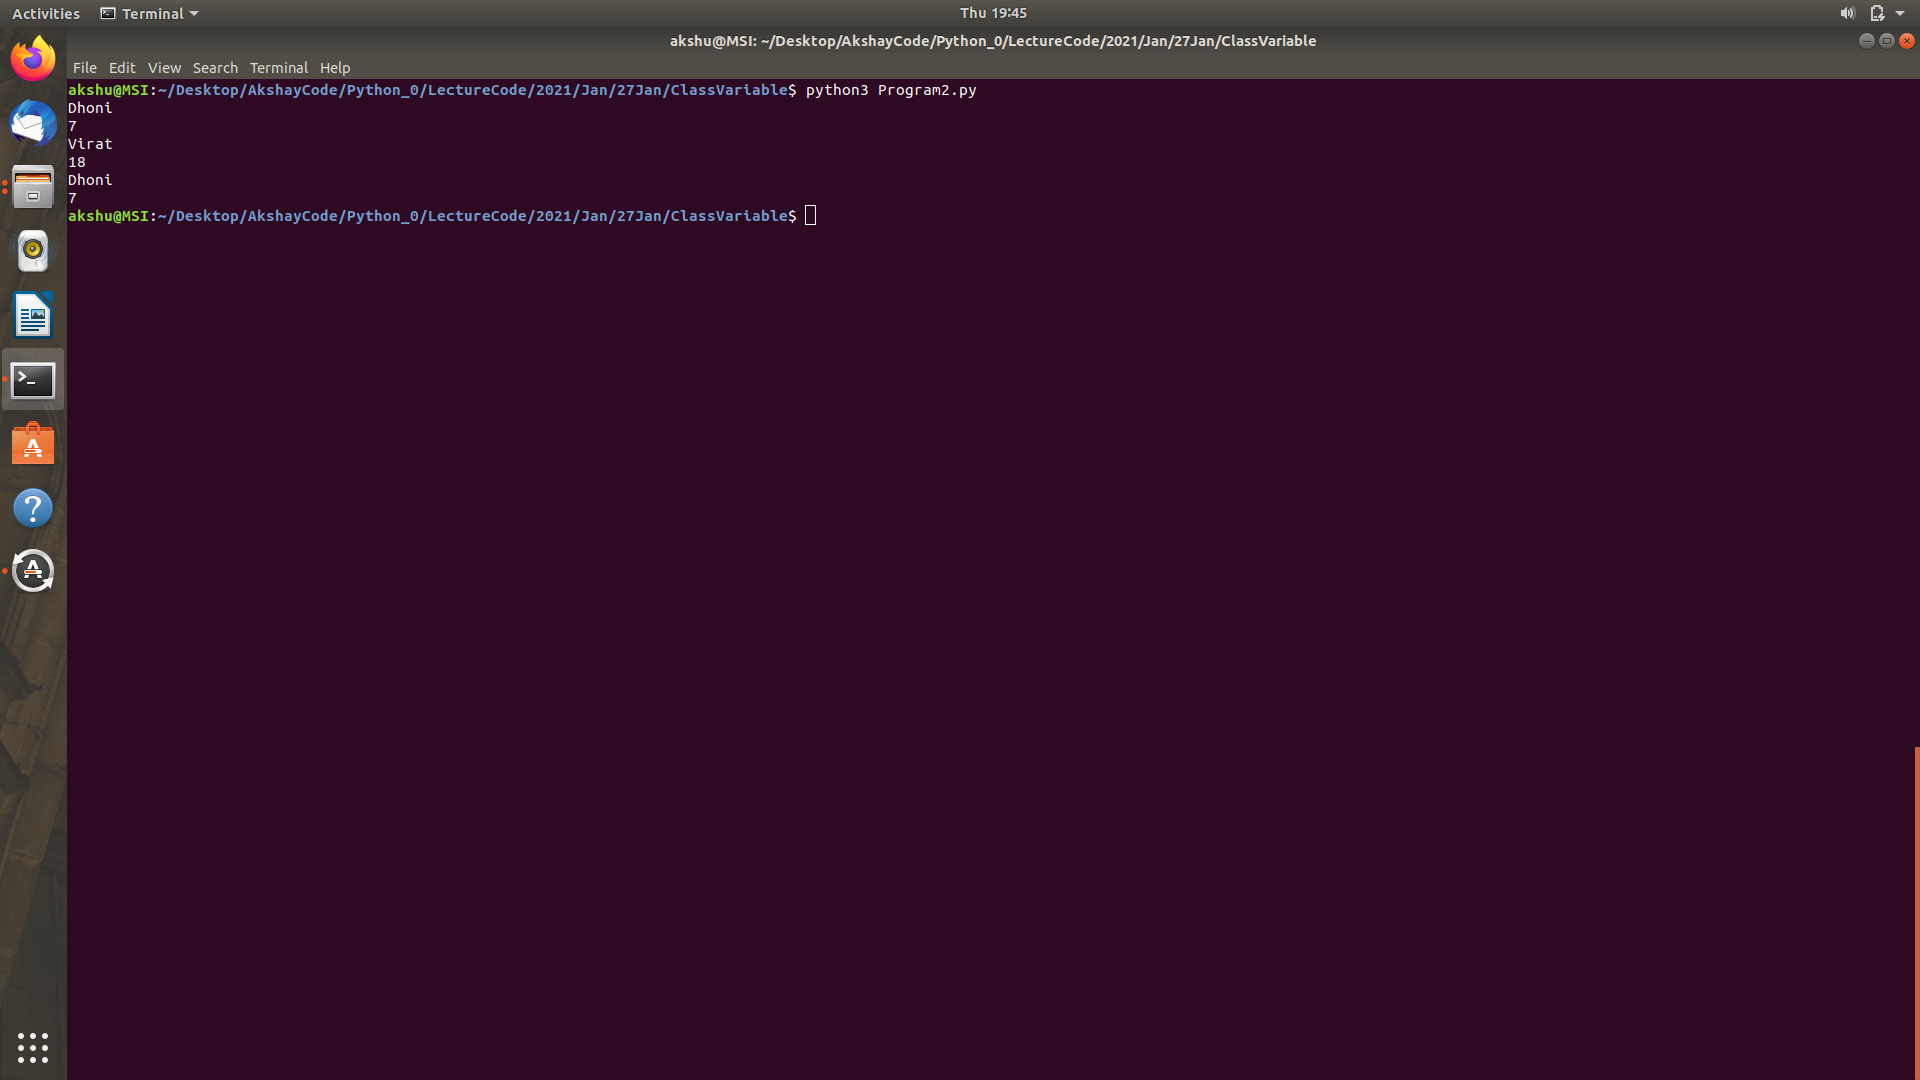 Activities Terminal Thu 19:45
akshu@MSI: ~/Desktop/AkshayCode/Python_0/LectureCode/2021/Jan/27Jan/ClassVariable
File Edit View Search Terminal Help
akshu@MSI:~/Desktop/AkshayCode/Python_0/LectureCode/2021/Jan/27Jan/ClassVariable$ python3 Program2.py
Dhoni
7
Virat
18
Dhoni
7
akshu@MSI:~/Desktop/AkshayCode/Python_0/LectureCode/2021/Jan/27Jan/ClassVariable$